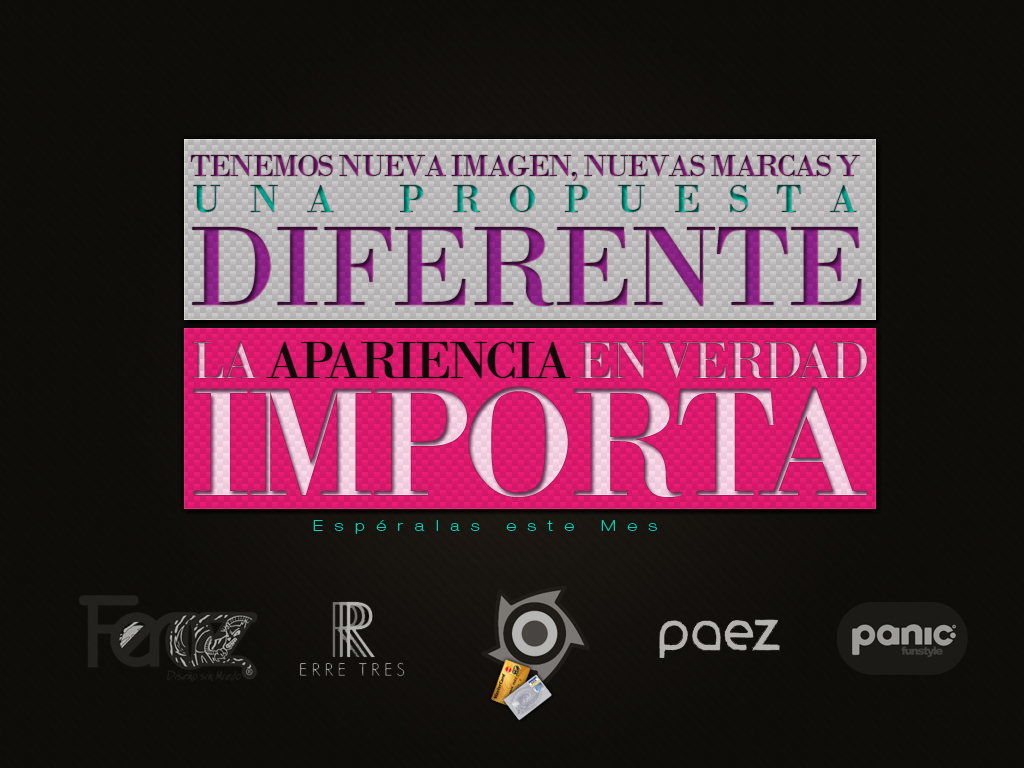 TENEMOS NUEVA IMAGEN, NUEVAS MARCAS Y
UNA PROPUESTA
DIFERENTE
LA APARIENCIA EN VERDAD
IMPORTA
Espéralas este Mes
ERRE TRES
paez
panic
funstyle